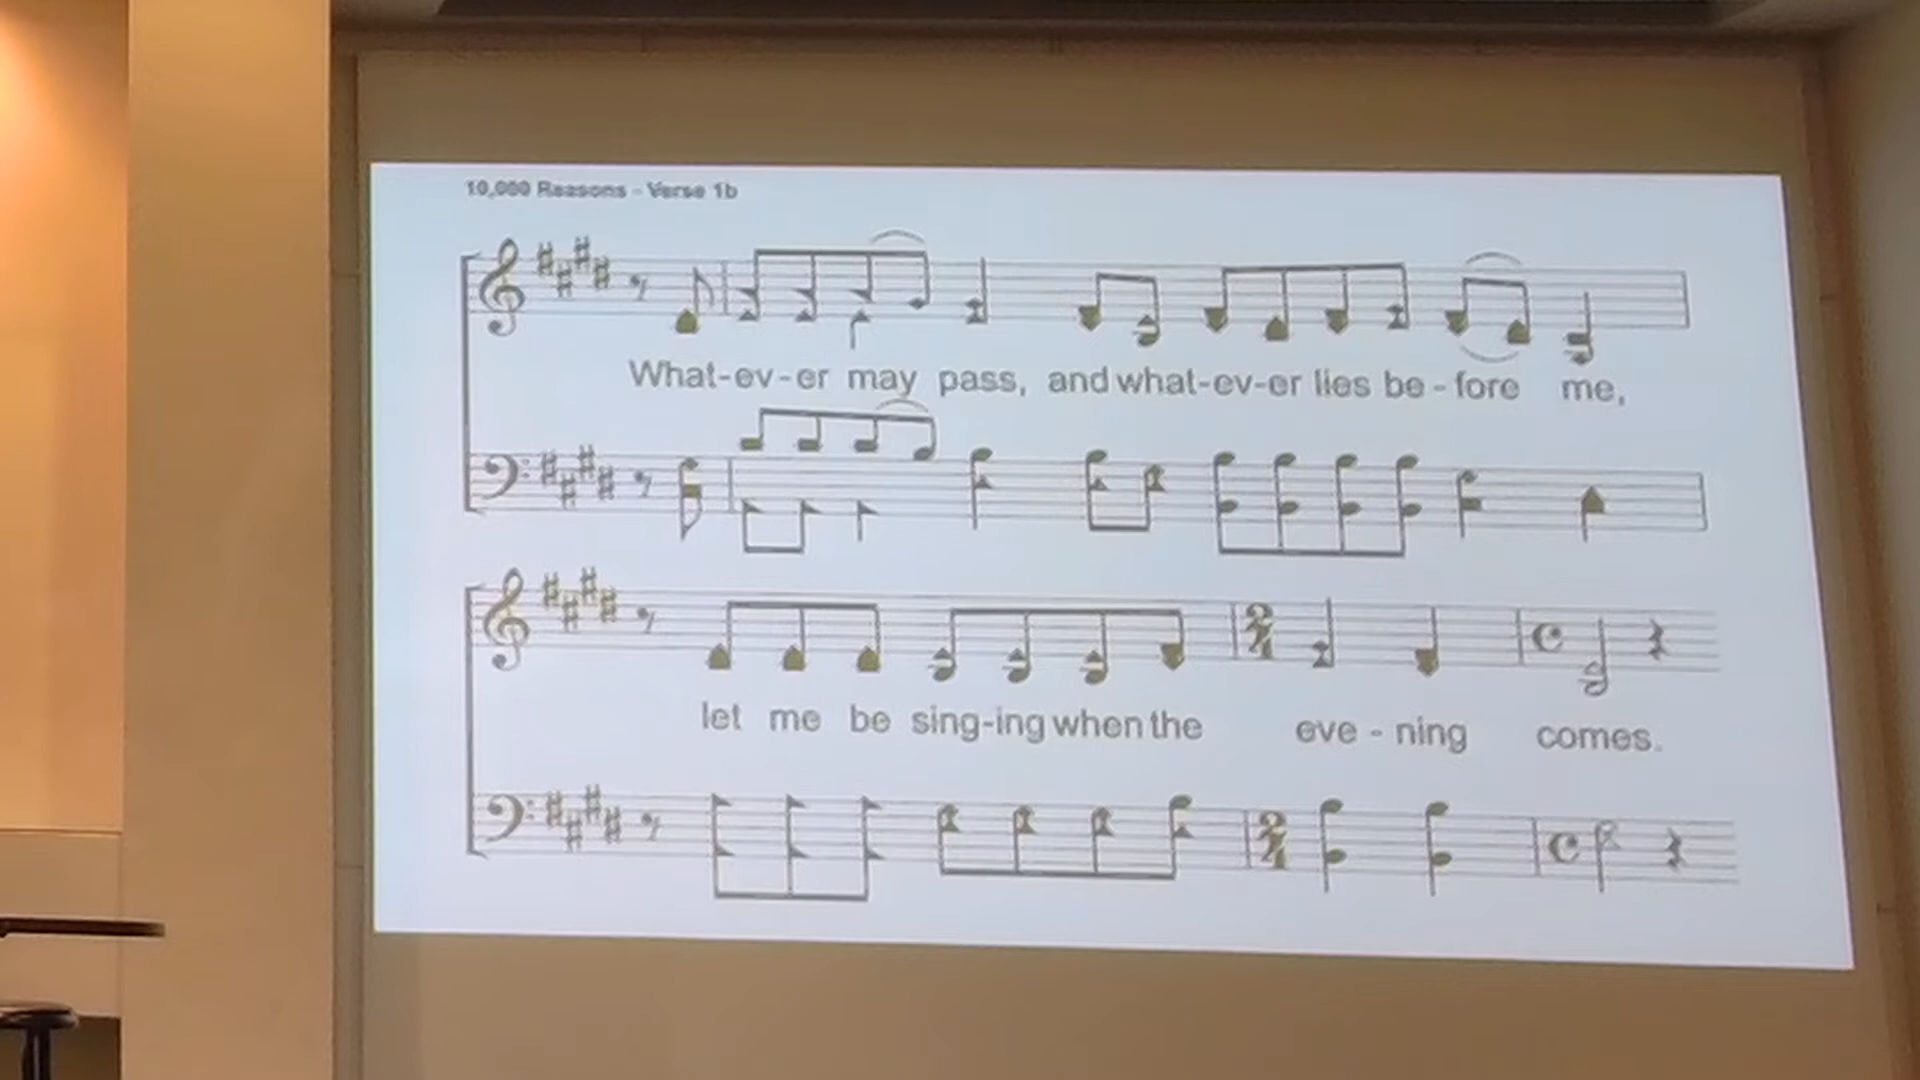 10,000 Reasons - Verse 1b
What-ev-er may pass, and what-ev-er lies be - fore me,
let me be sing-ing when the eve - ning comes.